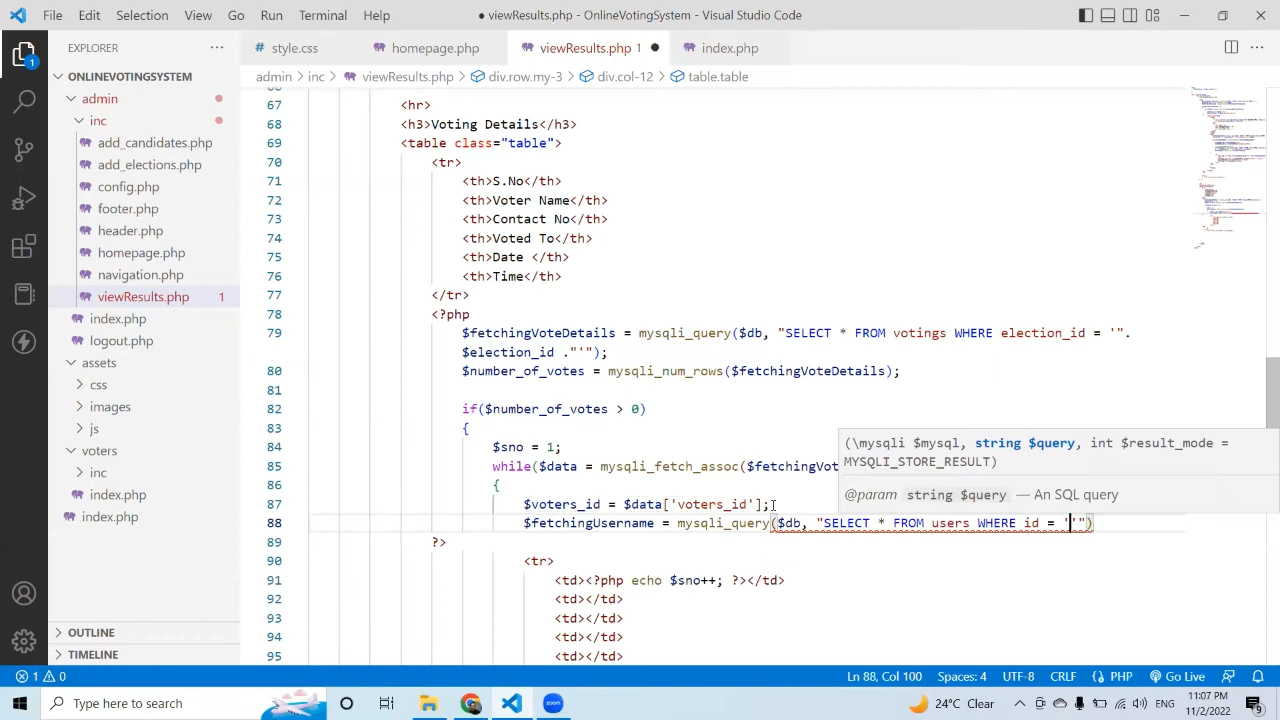 File Edit Selection View Go Run Terminal Help
● viewResults.php - OnlineVotingSystem - Visual Studio Code
EXPLORER ···
# style.css homepage.php viewResults.php 1 ● index.php ···
ONLINEVOTINGSYSTEM
admin > inc > viewResults.php > div.row.my-3 > div.col-12 > table.table
admin
add_candidates.php
add_elections.php
config.php
footer.php
header.php
homepage.php
navigation.php
viewResults.php 1
index.php
logout.php
assets
css
images
js
voters
inc
index.php
index.php
OUTLINE
TIMELINE
67 <hr>
68 <h3>Voting Details</h3>
69 "table"
70 <tr>
71 <th>S.No</th>
72 <th>Voter Name</th>
73 <th>Contact No</th>
74 <th>Voted To</th>
75 <th>Date </th>
76 <th>Time</th>
77 </tr>
78 <?php
79 $fetchingVoteDetails = mysqli_query($db, "SELECT * FROM votings WHERE election_id = '".
$election_id ."'");
80 $number_of_votes = mysqli_num_rows($fetchingVoteDetails);
81
82 if($number_of_votes > 0)
83 {
84 $sno = 1;
85 while($data = mysqli_fetch_assoc($fetchingVot
86 {
87 $voters_id = $data['voters_id'];
88 $fetchingUsername = mysqli_query($db, "SELECT * FROM users WHERE id = ''")
89 ?>
90 <tr>
91 <td><?php echo $sno++; ?></td>
92 <td></td>
93 <td></td>
94 <td></td>
95 <td></td>
(\mysqli $mysql, string $query, int $result_mode =
MYSQLI_STORE_RESULT)
@param string $query — An SQL query
1 0 Ln 88, Col 100 Spaces: 4 UTF-8 CRLF PHP Go Live
Type here to search
24°C Clear
11:07 PM
11/2/2022